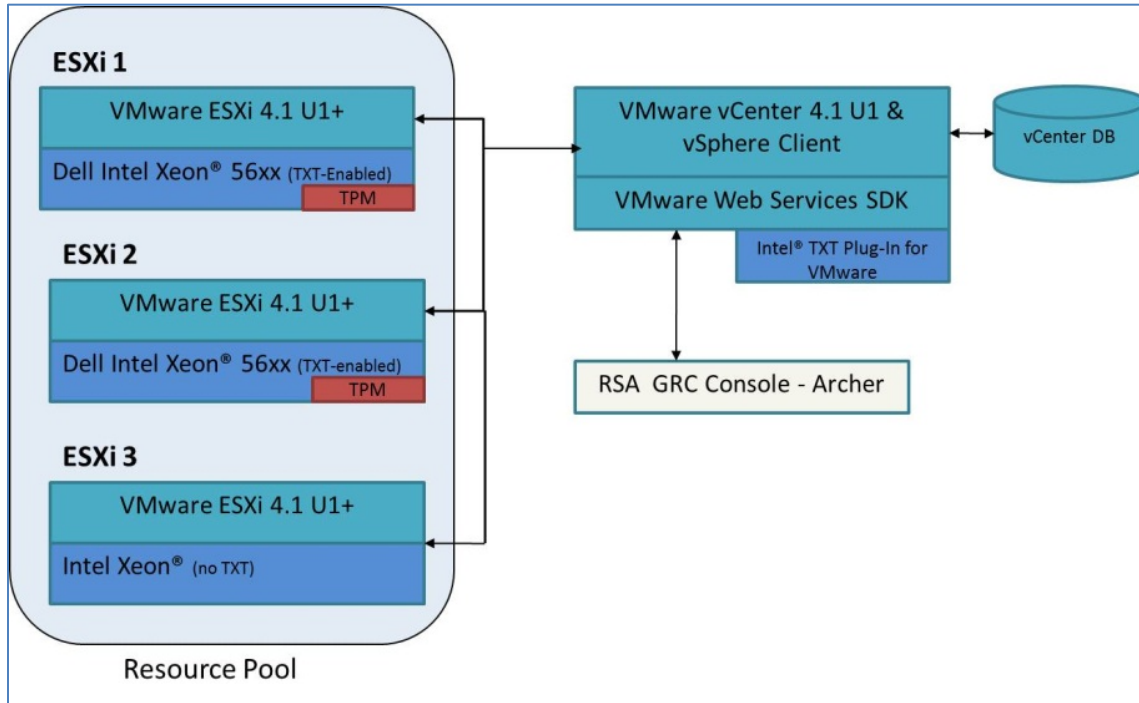 ESXi 1
VMware ESXi 4.1 U1+
Dell Intel Xeon® 56xx (TXT-Enabled)
TPM
ESXi 2
VMware ESXi 4.1 U1+
Dell Intel Xeon® 56xx (TXT-enabled)
TPM
ESXi 3
VMware ESXi 4.1 U1+
Intel Xeon® (no TXT)
Resource Pool
VMware vCenter 4.1 U1 &
vSphere Client
VMware Web Services SDK
Intel® TXT Plug-In for
VMware
vCenter DB
RSA GRC Console - Archer